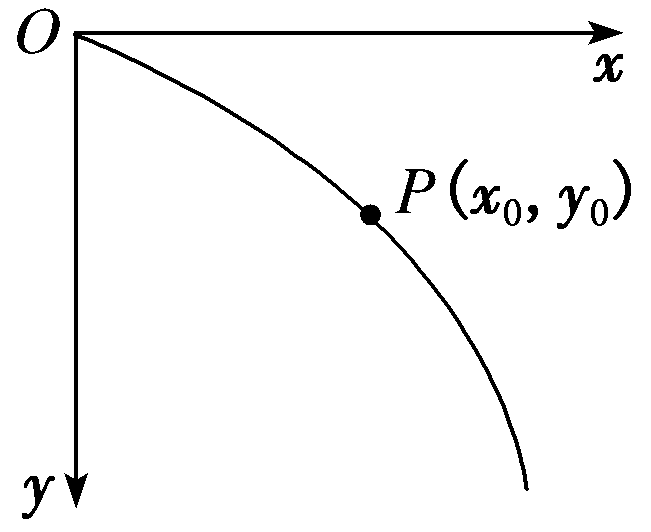 O
x
P(x₀, y₀)
y